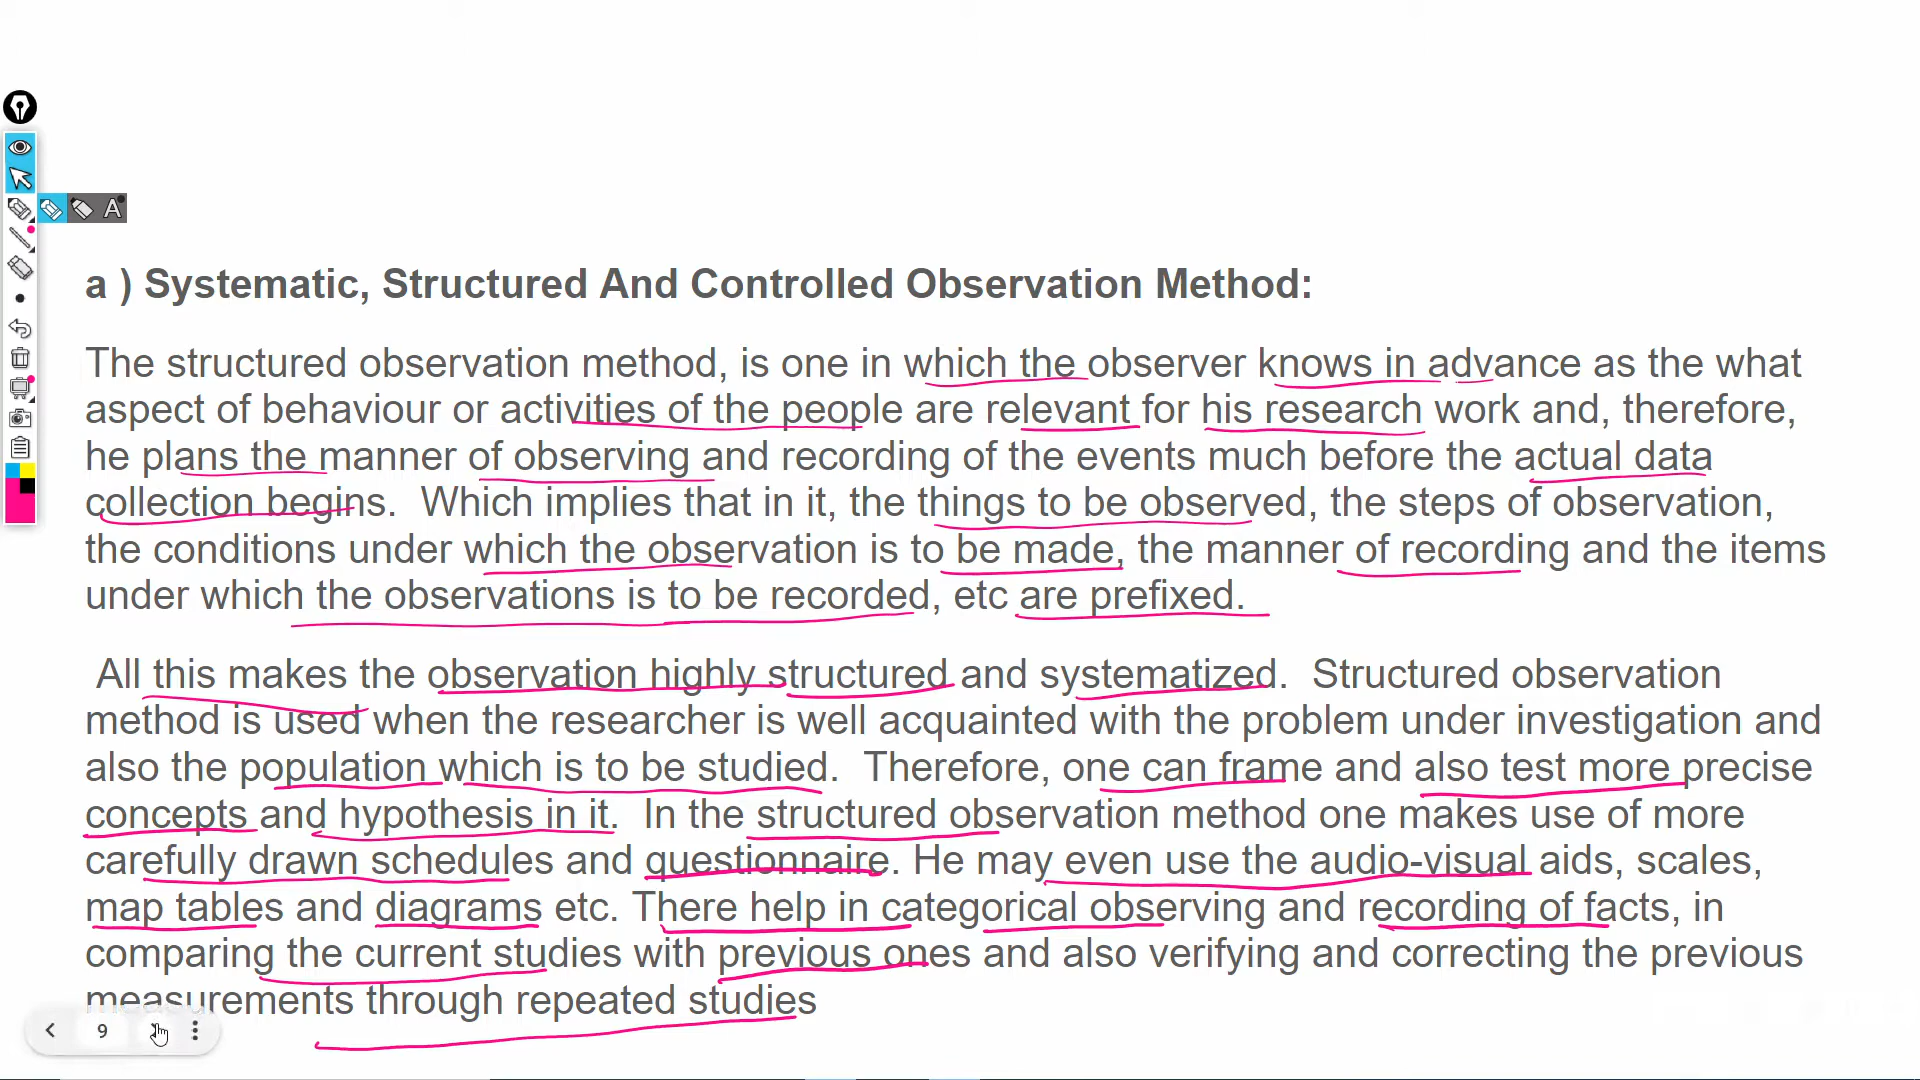 A
a ) Systematic, Structured And Controlled Observation Method:
The structured observation method, is one in which the observer knows in advance as the what
aspect of behaviour or activities of the people are relevant for his research work and, therefore,
he plans the manner of observing and recording of the events much before the actual data
collection begins.  Which implies that in it, the things to be observed, the steps of observation,
the conditions under which the observation is to be made, the manner of recording and the items
under which the observations is to be recorded, etc are prefixed.
All this makes the observation highly structured and systematized.  Structured observation
method is used when the researcher is well acquainted with the problem under investigation and
also the population which is to be studied.  Therefore, one can frame and also test more precise
concepts and hypothesis in it.  In the structured observation method one makes use of more
carefully drawn schedules and questionnaire. He may even use the audio-visual aids, scales,
map tables and diagrams etc. There help in categorical observing and recording of facts, in
comparing the current studies with previous ones and also verifying and correcting the previous
measurements through repeated studies
9